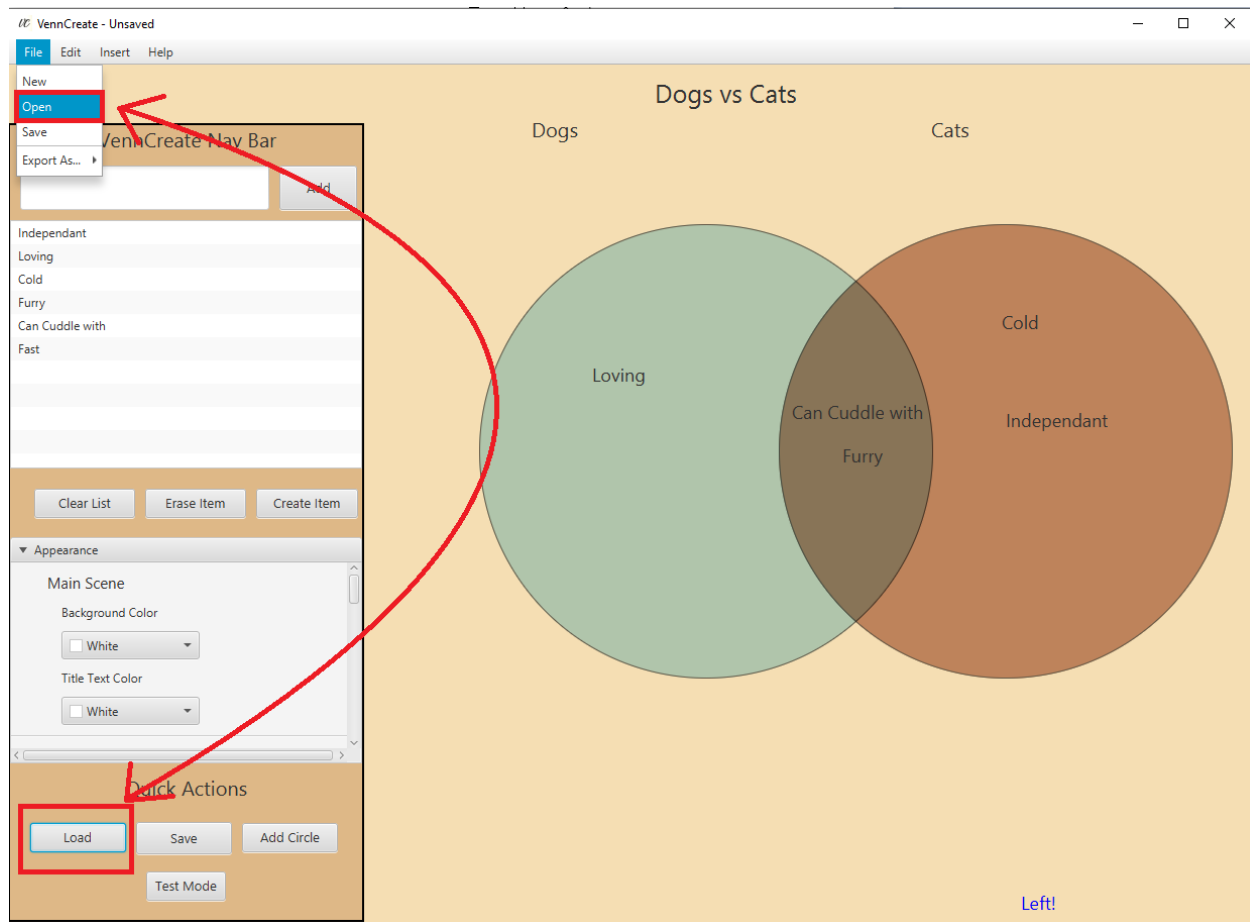 VC VennCreate - Unsaved
File Edit Insert Help
New
Open
Save
Export As...
Dogs vs Cats
Dogs
Cats
VennCreate Nav Bar
Add
Independant
Loving
Cold
Furry
Can Cuddle with
Fast
Clear List
Erase Item
Create Item
Appearance
Main Scene
Background Color
White
Title Text Color
White
Quick Actions
Load
Save
Add Circle
Test Mode
Loving
Can Cuddle with
Furry
Cold
Independant
Left!